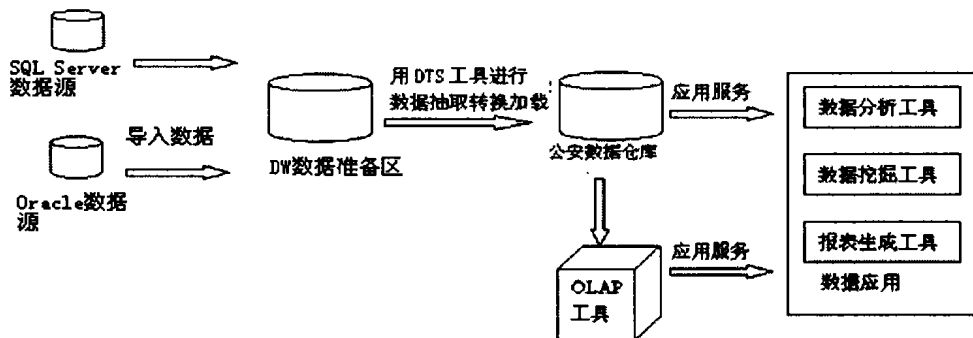 SQL Server
数据源
导入数据
Oracle数据
源
DW数据准备区
用DTS工具进行
数据抽取转换加载
公安数据仓库
应用服务
OLAP
工具
应用服务
数据分析工具
数据挖掘工具
报表生成工具
数据应用